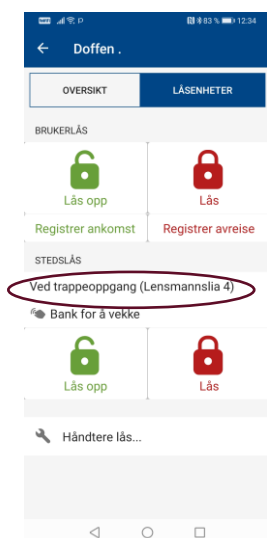 83 % 12:34
Doffen .
OVERSIKT LÅSENHETER
BRUKERLÅS
Lås opp Lås
Registrer ankomst Registrer avreise
STEDSLÅS
Ved trappeoppgang (Lensmannslia 4)
Bank for å vekke
Lås opp Lås
Håndtere lås...